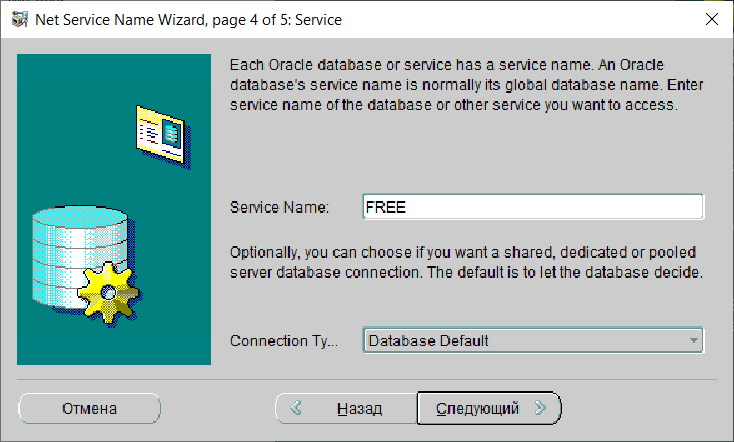 Net Service Name Wizard, page 4 of 5: Service
Each Oracle database or service has a service name. An Oracle
database's service name is normally its global database name. Enter
service name of the database or other service you want to access.
Service Name:
FREE
Optionally, you can choose if you want a shared, dedicated or pooled
server database connection. The default is to let the database decide.
Connection Ty...
Database Default
Отмена
Назад
Следующий